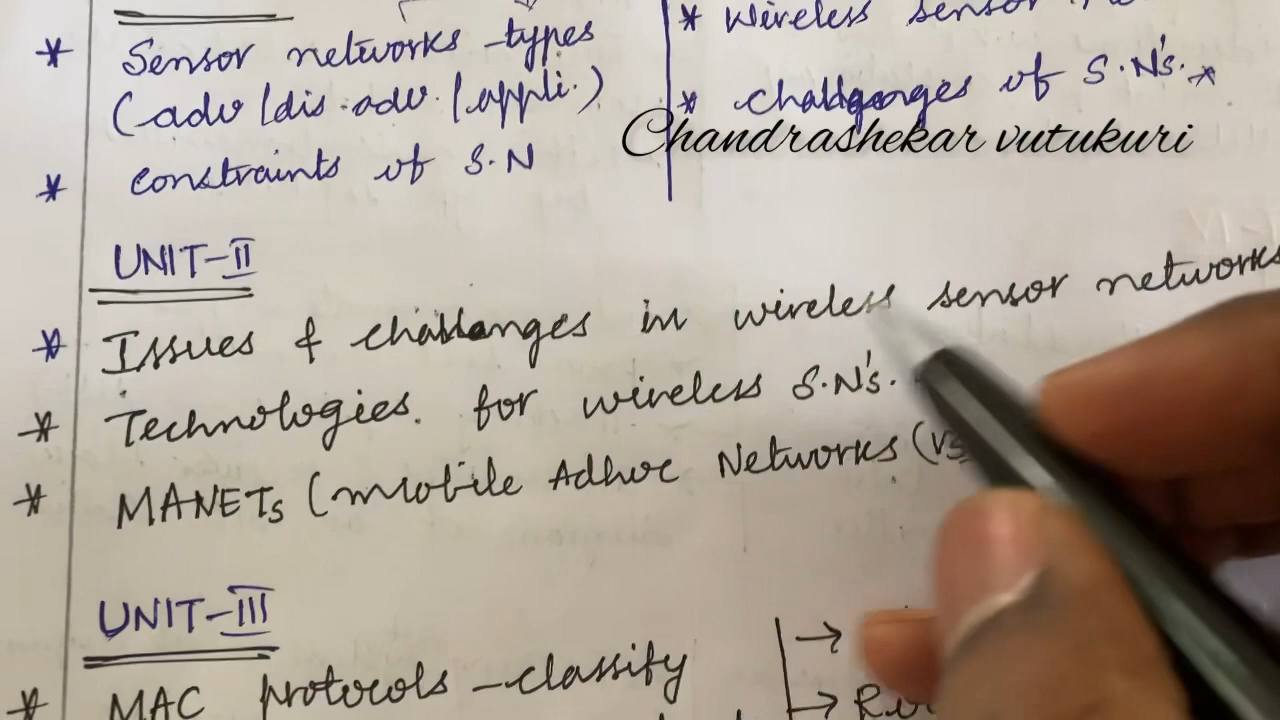 * Sensor networks - types
(adv/dis.adv./appli.)
* constraints of S.N
* Wireless sensor
* challenges of S.N's. *
Chandrashekar vutukuri
UNIT-II
* Issues & challanges in wireless sensor networks
* Technologies. for wireless S.N's.
* MANETs (Mobile Adhoc Networks (Vs
UNIT-III
* MAC protocols - classify
→
→